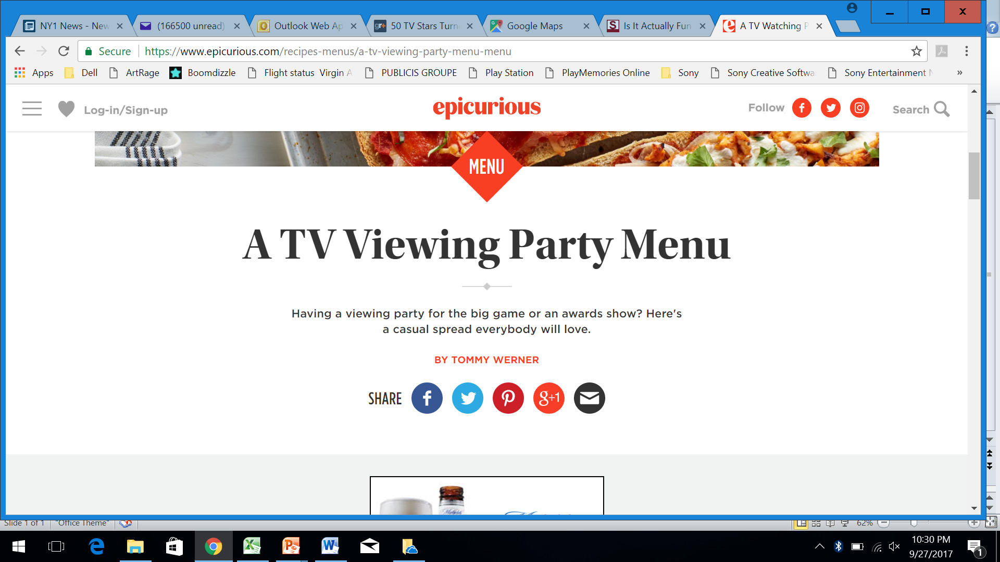 NY1 News - New
(166500 unread)
Outlook Web Ap
50 TV Stars Turn
Google Maps
Is It Actually Fun
A TV Watching P
Secure
https://www.epicurious.com/recipes-menus/a-tv-viewing-party-menu-menu
Apps
Dell
ArtRage
Boomdizzle
Flight status Virgin A
PUBLICIS GROUPE
Play Station
PlayMemories Online
Sony
Sony Creative Softwa
Sony Entertainment N
»
Log-in/Sign-up
epicurious
Follow
Search
MENU
A TV Viewing Party Menu
Having a viewing party for the big game or an awards show? Here's
a casual spread everybody will love.
BY TOMMY WERNER
SHARE
g+1
Slide 1 of 1
"Office Theme"
62%
10:30 PM
9/27/2017
1